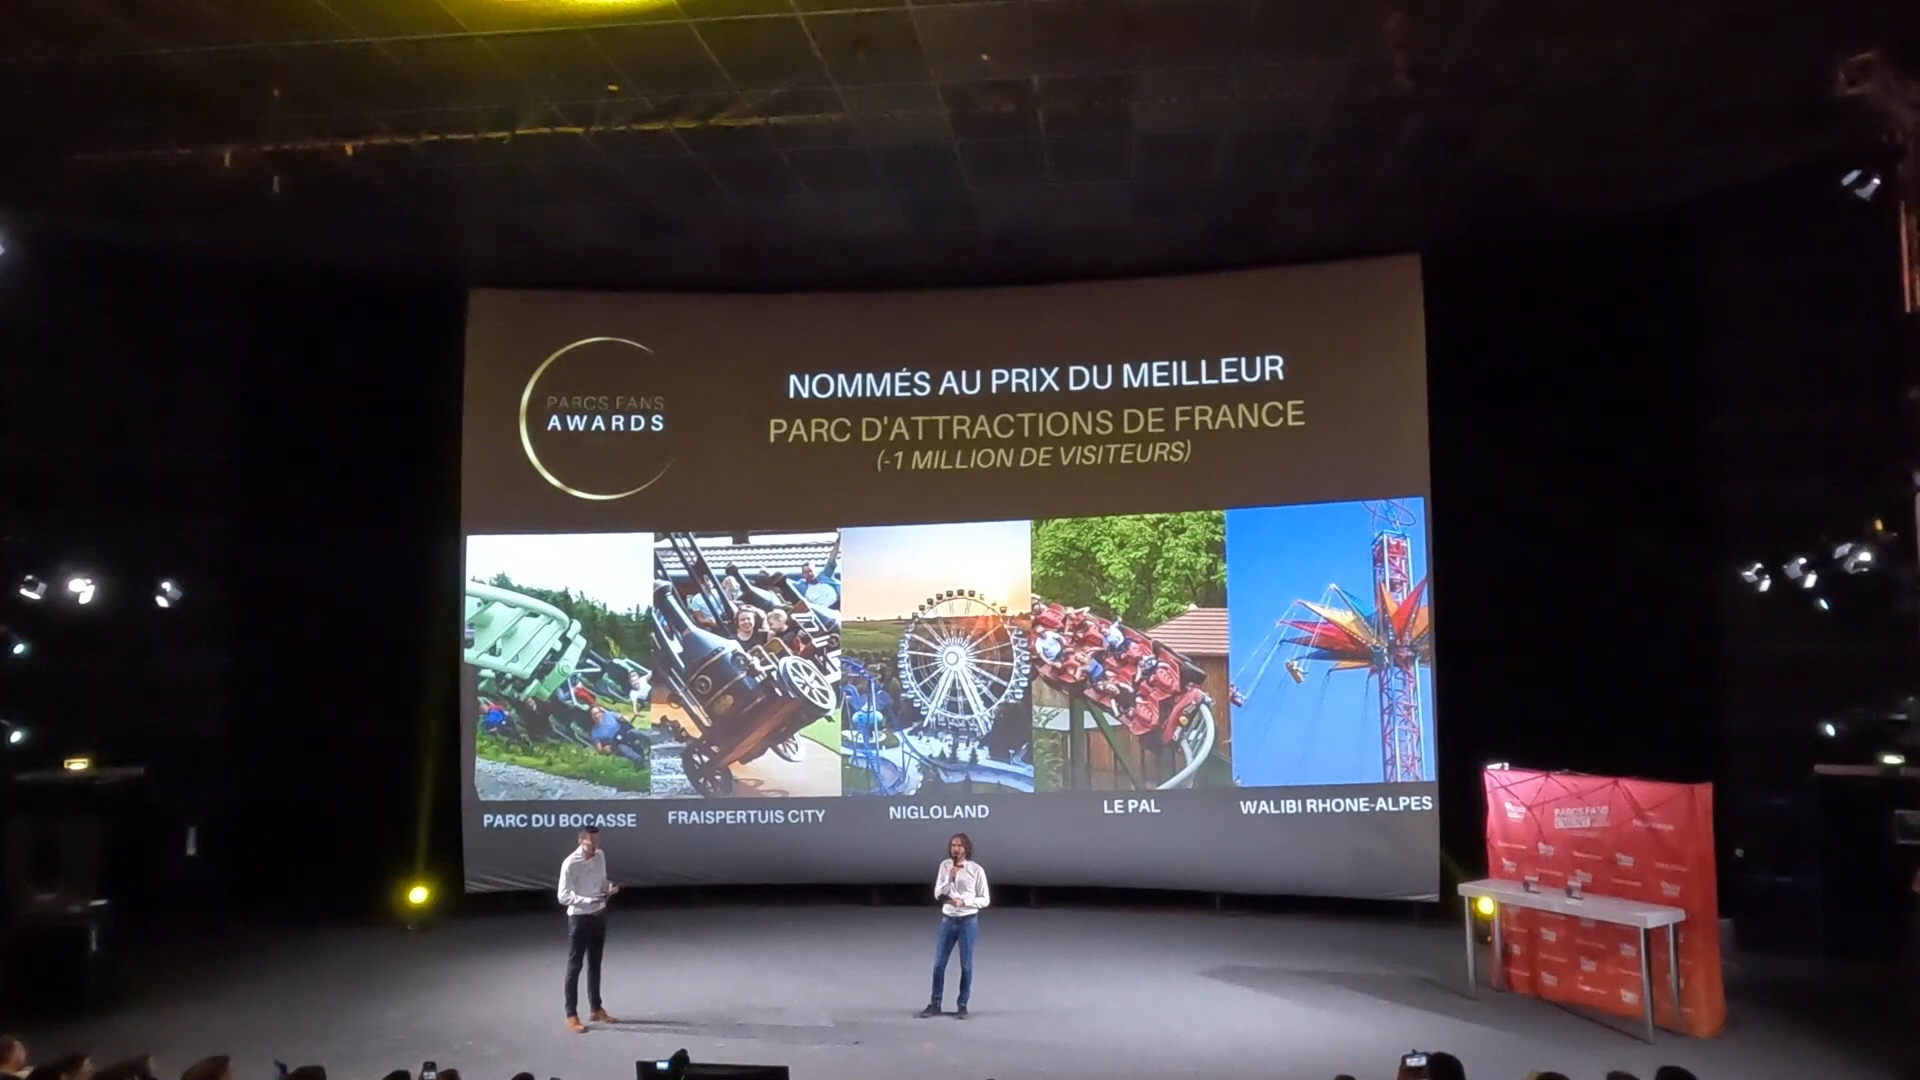 PARCS FANS
AWARDS
NOMMÉS AU PRIX DU MEILLEUR
PARC D'ATTRACTIONS DE FRANCE
(-1 MILLION DE VISITEURS)
PARC DU BOCASSE
FRAISPERTUIS CITY
NIGLOLAND
LE PAL
WALIBI RHONE-ALPES
PARCS FANS
EVENT